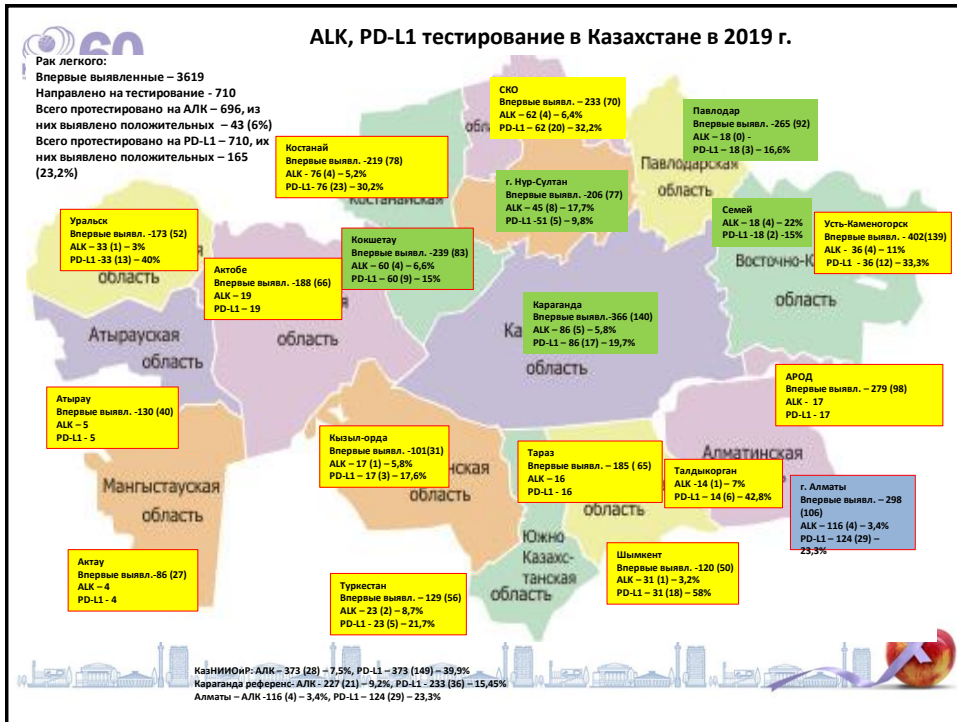 ALK, PD-L1 тестирование в Казахстане в 2019 г.
60
Рак легкого:
Впервые выявленные – 3619
Направлено на тестирование - 710
Всего протестировано на АЛК – 696, из
них выявлено положительных – 43 (6%)
Всего протестировано на PD-L1 – 710, их
них выявлено положительных – 165
(23,2%)
СКО
Впервые выявл. – 233 (70)
ALK – 62 (4) – 6,4%
PD-L1 – 62 (20) – 32,2%
Павлодар
Впервые выявл. -265 (92)
ALK – 18 (0) -
PD-L1 – 18 (3) – 16,6%
Костанай
Впервые выявл. -219 (78)
ALK - 76 (4) – 5,2%
PD-L1- 76 (23) – 30,2%
Костанайская
Павлодарская
область
г. Нур-Султан
Впервые выявл. -206 (77)
ALK – 45 (8) – 17,7%
PD-L1 -51 (5) – 9,8%
Семей
ALK – 18 (4) – 22%
PD-L1 -18 (2) -15%
Усть-Каменогорск
Впервые выявл. - 402(139)
ALK - 36 (4) – 11%
PD-L1 - 36 (12) – 33,3%
Уральск
Впервые выявл. -173 (52)
ALK – 33 (1) – 3%
PD-L1 -33 (13) – 40%
область
Кокшетау
Впервые выявл. -239 (83)
ALK – 60 (4) – 6,6%
PD-L1 – 60 (9) – 15%
Актобе
Впервые выявл. -188 (66)
ALK – 19
PD-L1 – 19
область
Восточно-К
область
Караганда
Впервые выявл.-366 (140)
ALK – 86 (5) – 5,8%
PD-L1 – 86 (17) – 19,7%
Ка
область
Атырауская
область
АРОД
Впервые выявл. – 279 (98)
ALK - 17
PD-L1 - 17
Атырау
Впервые выявл. -130 (40)
ALK – 5
PD-L1 - 5
Кызыл-орда
Впервые выявл. -101(31)
ALK – 17 (1) – 5,8%
PD-L1 – 17 (3) – 17,6%
нская
область
Тараз
Впервые выявл. – 185 ( 65)
ALK – 16
PD-L1 - 16
область
Талдыкорган
ALK -14 (1) – 7%
PD-L1 – 14 (6) – 42,8%
Алматинская
область
г. Алматы
Впервые выявл. – 298
(106)
ALK – 116 (4) – 3,4%
PD-L1 – 124 (29) –
23,3%
Мангыстауская
область
Южно
Казахс-
танская
область
Актау
Впервые выявл.-86 (27)
ALK – 4
PD-L1 - 4
Туркестан
Впервые выявл. – 129 (56)
ALK – 23 (2) – 8,7%
PD-L1 - 23 (5) – 21,7%
Шымкент
Впервые выявл. -120 (50)
ALK – 31 (1) – 3,2%
PD-L1 – 31 (18) – 58%
КазНИИОиР: АЛК – 373 (28) – 7,5%, PD-L1 – 373 (149) – 39,9%
Караганда референс- АЛК - 227 (21) – 9,2%, PD-L1 - 233 (36) – 15,45%
Алматы – АЛК -116 (4) – 3,4%, PD-L1 – 124 (29) – 23,3%